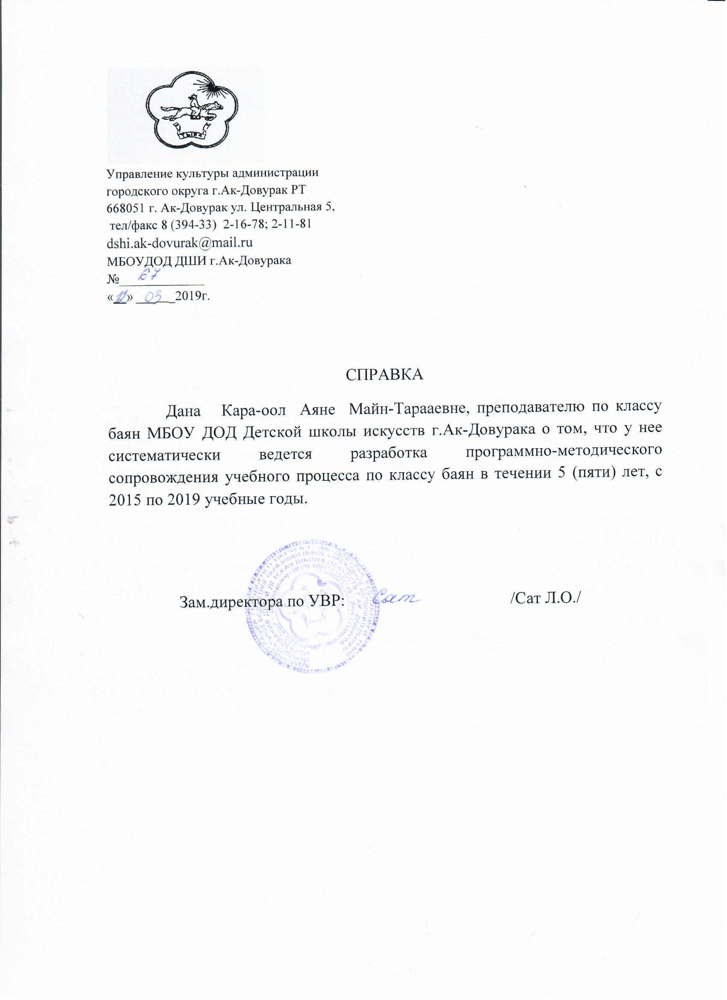 Управление культуры администрации
городского округа г.Ак-Довурак РТ
668051 г. Ак-Довурак ул. Центральная 5,
тел/факс 8 (394-33) 2-16-78; 2-11-81
dshi.ak-dovurak@mail.ru
МБОУДОД ДШИ г.Ак-Довурака
№ 67
«12» 03 2019г.
СПРАВКА
Дана Кара-оол Аяне Майн-Тарааевне, преподавателю по классу
баян МБОУ ДОД Детской школы искусств г.Ак-Довурака о том, что у нее
систематически ведется разработка программно-методического
сопровождения учебного процесса по классу баян в течении 5 (пяти) лет, с
2015 по 2019 учебные годы.
Зам.директора по УВР: Сат /Сат Л.О./